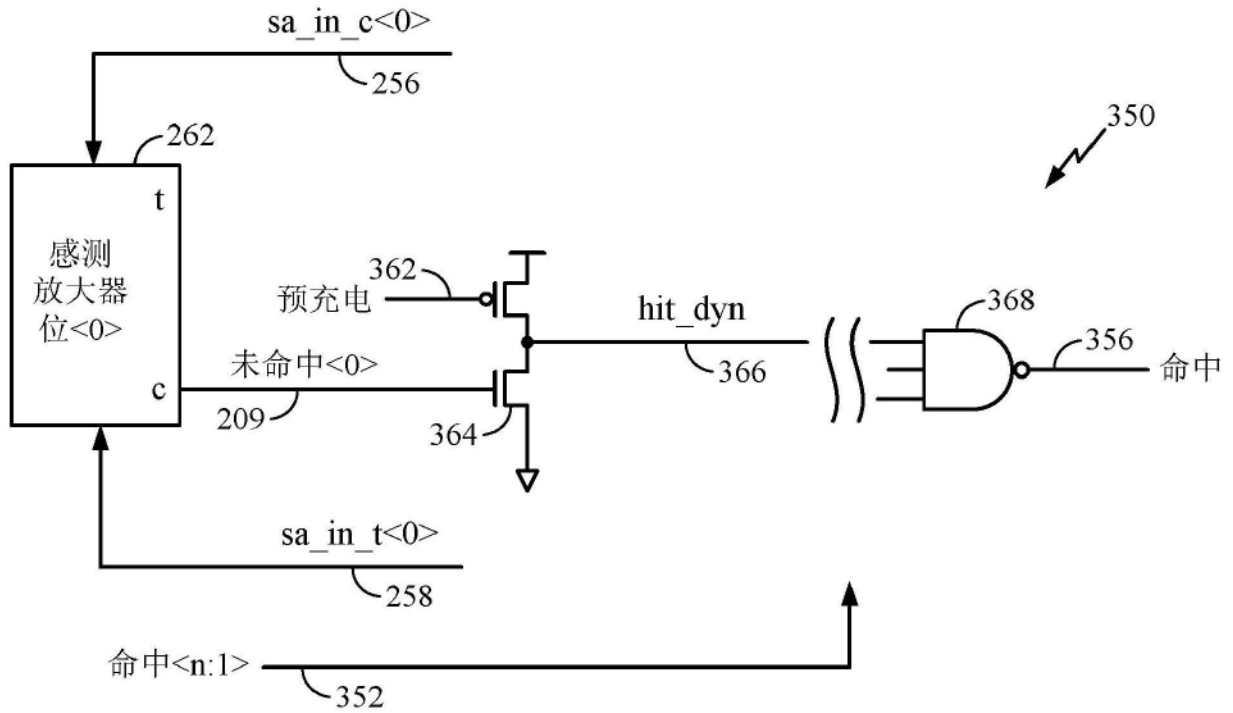 sa_in_c<0>
256
350
262
t
感测
放大器
位<0>
362
预充电
hit_dyn
366
368
356
命中
未命中<0>
c
209
364
sa_in_t<0>
258
命中<n:1>
352